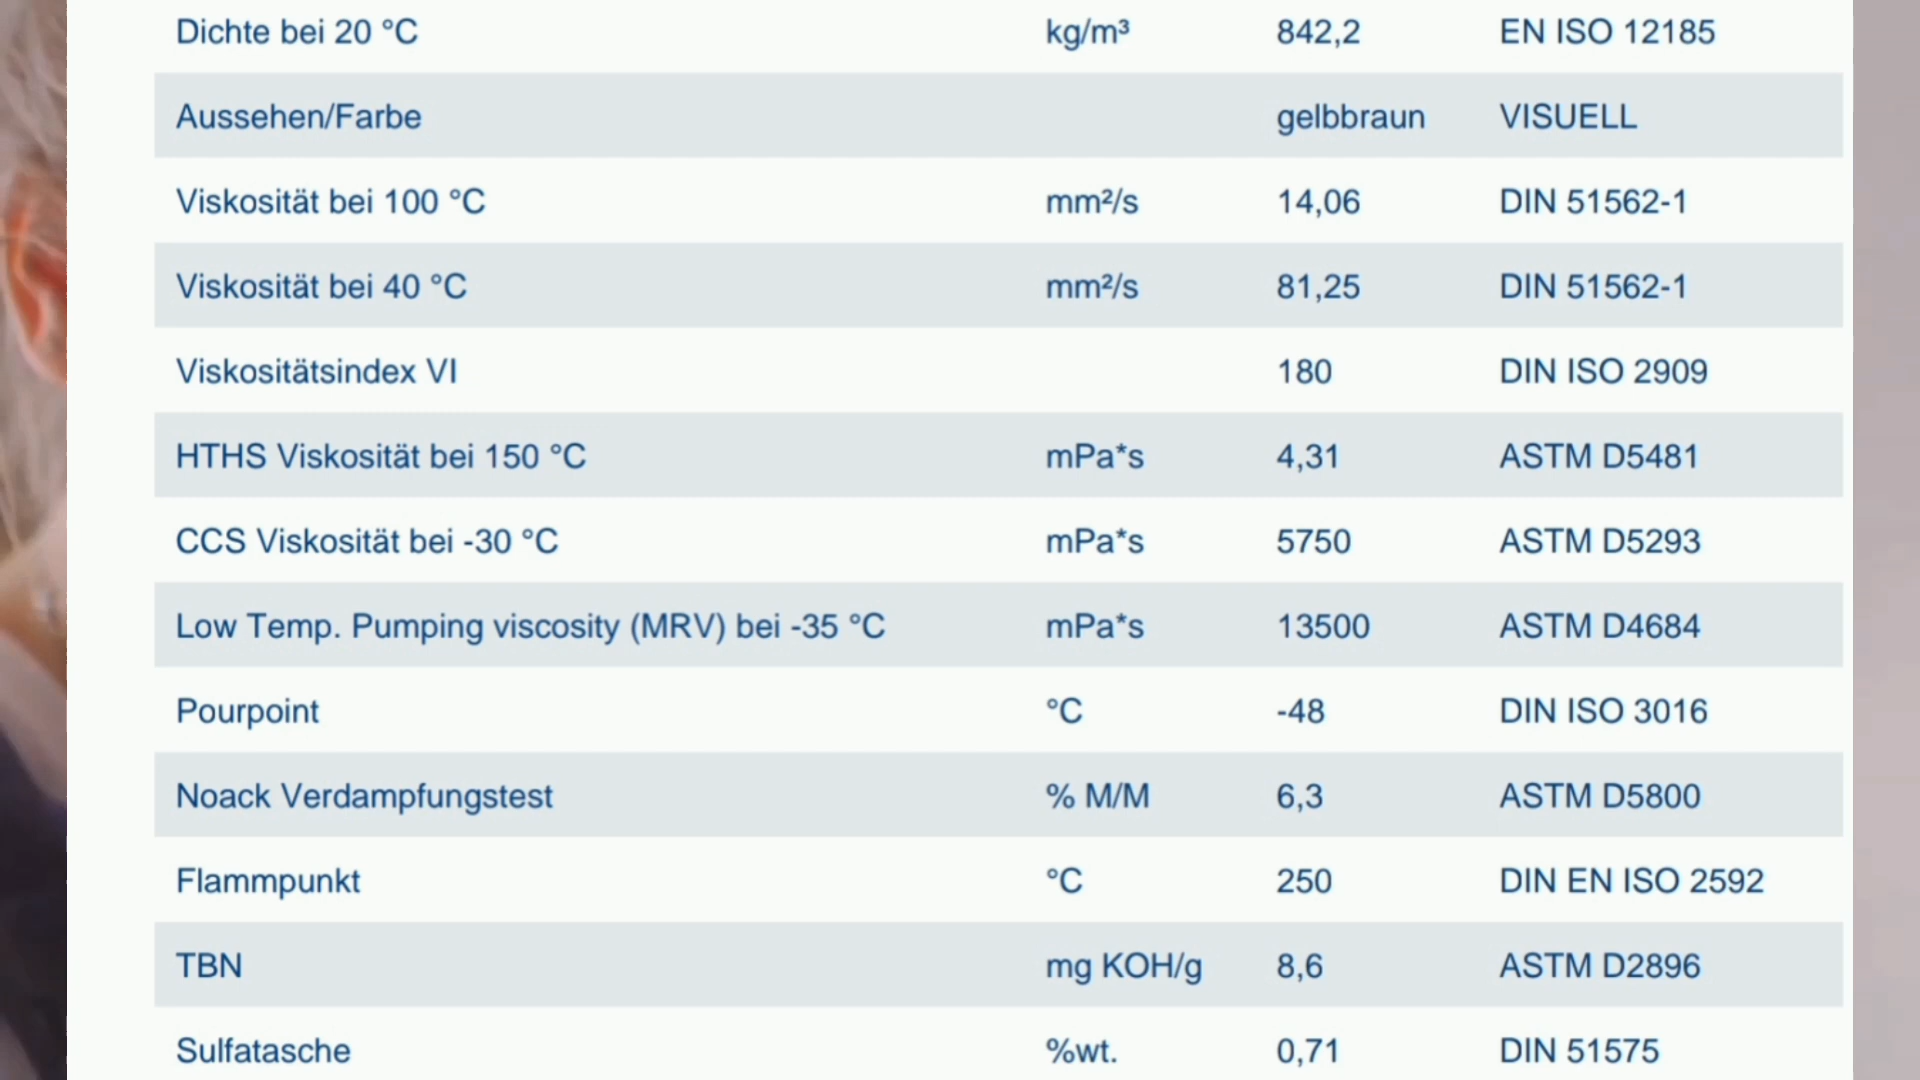 Dichte bei 20 °C kg/m³ 842,2 EN ISO 12185
Aussehen/Farbe gelbbraun VISUELL
Viskosität bei 100 °C mm²/s 14,06 DIN 51562-1
Viskosität bei 40 °C mm²/s 81,25 DIN 51562-1
Viskositätsindex VI 180 DIN ISO 2909
HTHS Viskosität bei 150 °C mPa*s 4,31 ASTM D5481
CCS Viskosität bei -30 °C mPa*s 5750 ASTM D5293
Low Temp. Pumping viscosity (MRV) bei -35 °C mPa*s 13500 ASTM D4684
Pourpoint °C -48 DIN ISO 3016
Noack Verdampfungstest % M/M 6,3 ASTM D5800
Flammpunkt °C 250 DIN EN ISO 2592
TBN mg KOH/g 8,6 ASTM D2896
Sulfatasche %wt. 0,71 DIN 51575